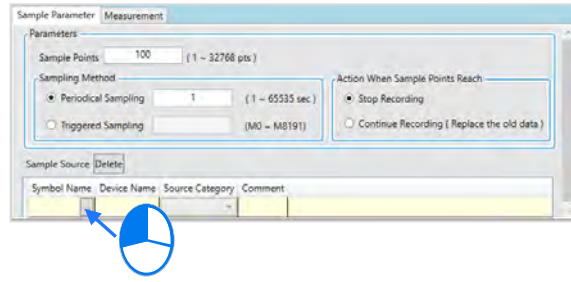 Sample Parameter Measurement
Parameters
Sample Points 100 ( 1 ~ 32768 pts )
Sampling Method
Periodical Sampling 1 ( 1 ~ 65535 sec )
Triggered Sampling (M0 ~ M8191)
Action When Sample Points Reach
Stop Recording
Continue Recording ( Replace the old data )
Sample Source Delete
Symbol Name Device Name Source Category Comment